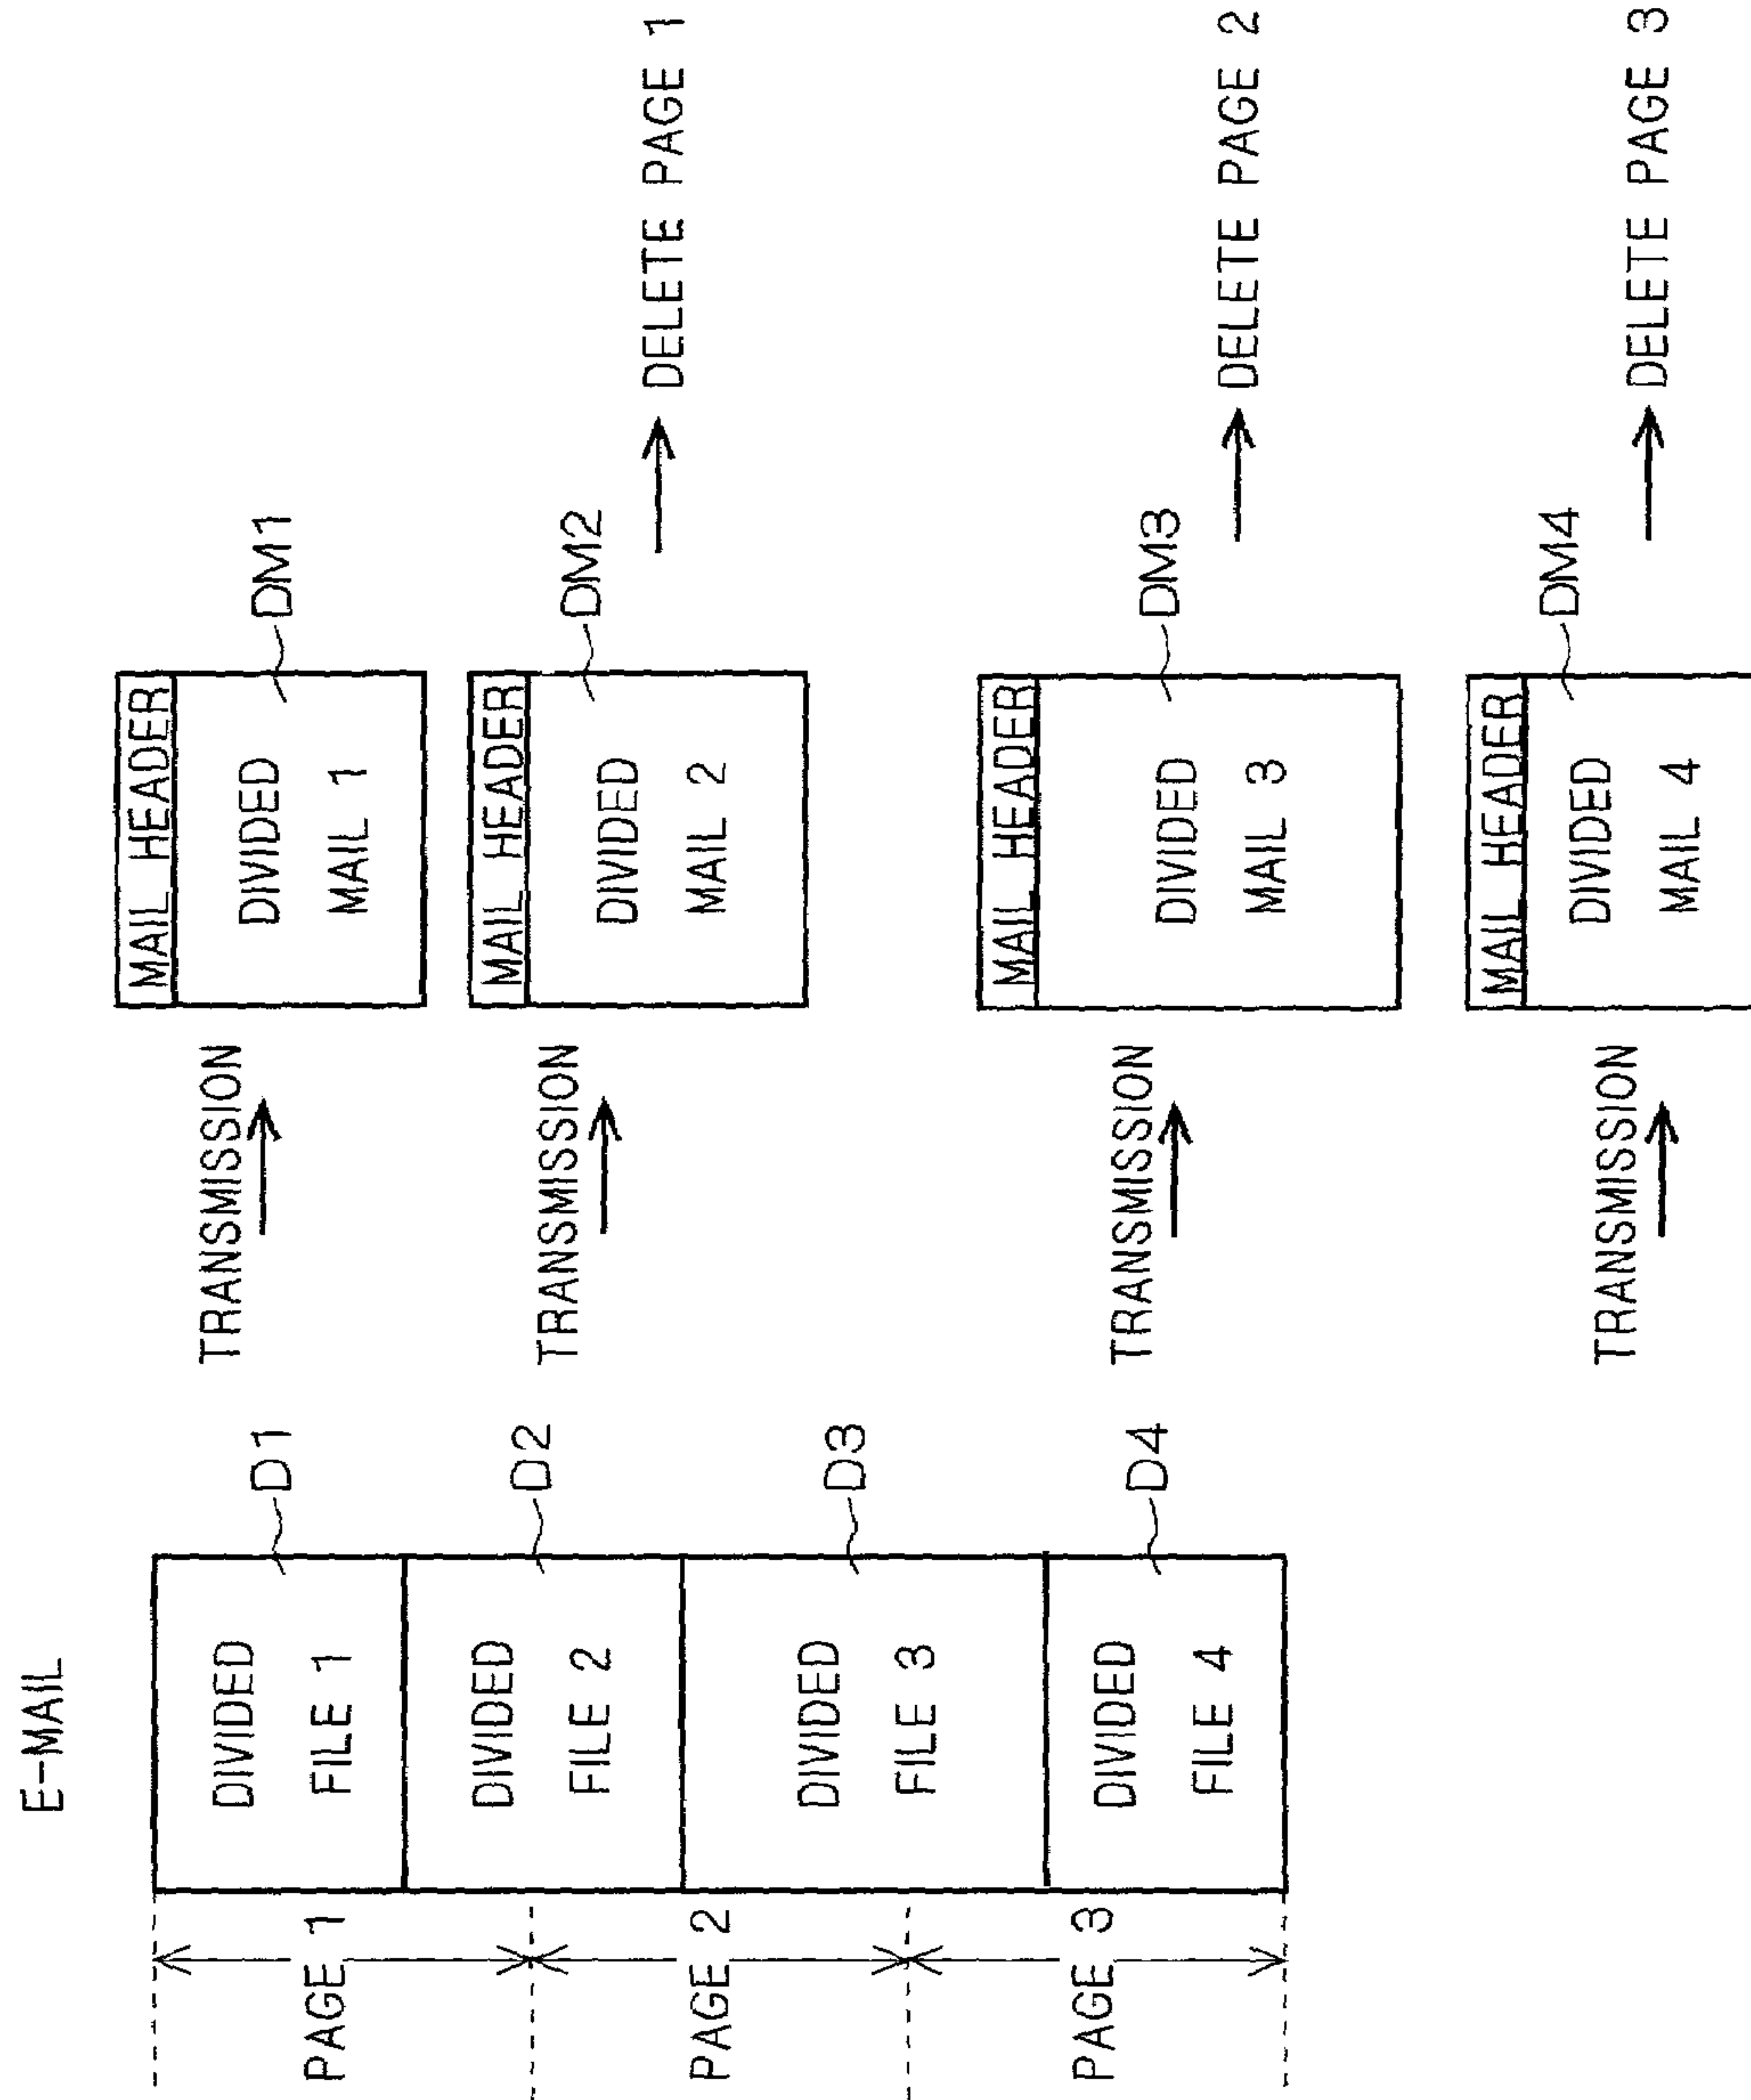 E-MAIL
PAGE 1
PAGE 2
PAGE 3
DIVIDED
FILE 1
D1
DIVIDED
FILE 2
D2
DIVIDED
FILE 3
D3
DIVIDED
FILE 4
D4
TRANSMISSION
MAIL HEADER
DIVIDED
MAIL 1
DM1
TRANSMISSION
MAIL HEADER
DIVIDED
MAIL 2
DM2
DELETE PAGE 1
TRANSMISSION
MAIL HEADER
DIVIDED
MAIL 3
DM3
DELETE PAGE 2
TRANSMISSION
MAIL HEADER
DIVIDED
MAIL 4
DM4
DELETE PAGE 3